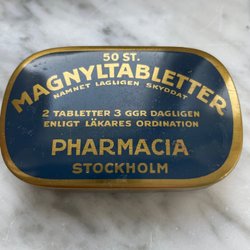 50 ST.
MAGNYLTABLETTER
NAMNET LAGLIGEN SKYDDAT
2 TABLETTER 3 GGR DAGLIGEN
ENLIGT LÄKARES ORDINATION
PHARMACIA
STOCKHOLM